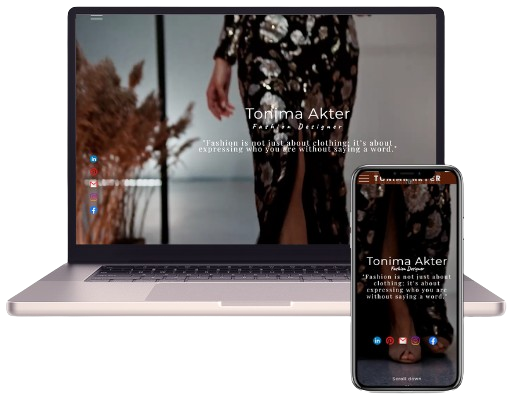 Tonima Akter
Fashion Designer
"Fashion is not just about clothing; it's about
expressing who you are without saying a word."
TONIMA AKTER
Tonima Akter
Fashion Designer
"Fashion is not just about
clothing; it's about
expressing who you are
without saying a word."
Scroll down